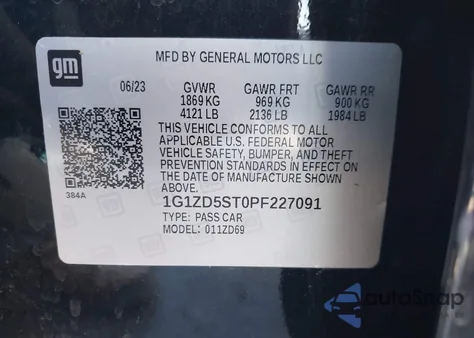 gm
MFD BY GENERAL MOTORS LLC
06/23 GVWR GAWR FRT GAWR RR
1869 KG 969 KG 900 KG
4121 LB 2136 LB 1984 LB
THIS VEHICLE CONFORMS TO ALL
APPLICABLE U.S. FEDERAL MOTOR
VEHICLE SAFETY, BUMPER, AND THEFT
PREVENTION STANDARDS IN EFFECT ON
THE DATE OF MANUFACTURE SHOWN
ABOVE.
384A
1G1ZD5ST0PF227091
TYPE: PASS CAR
MODEL: 011ZD69
autoSnap